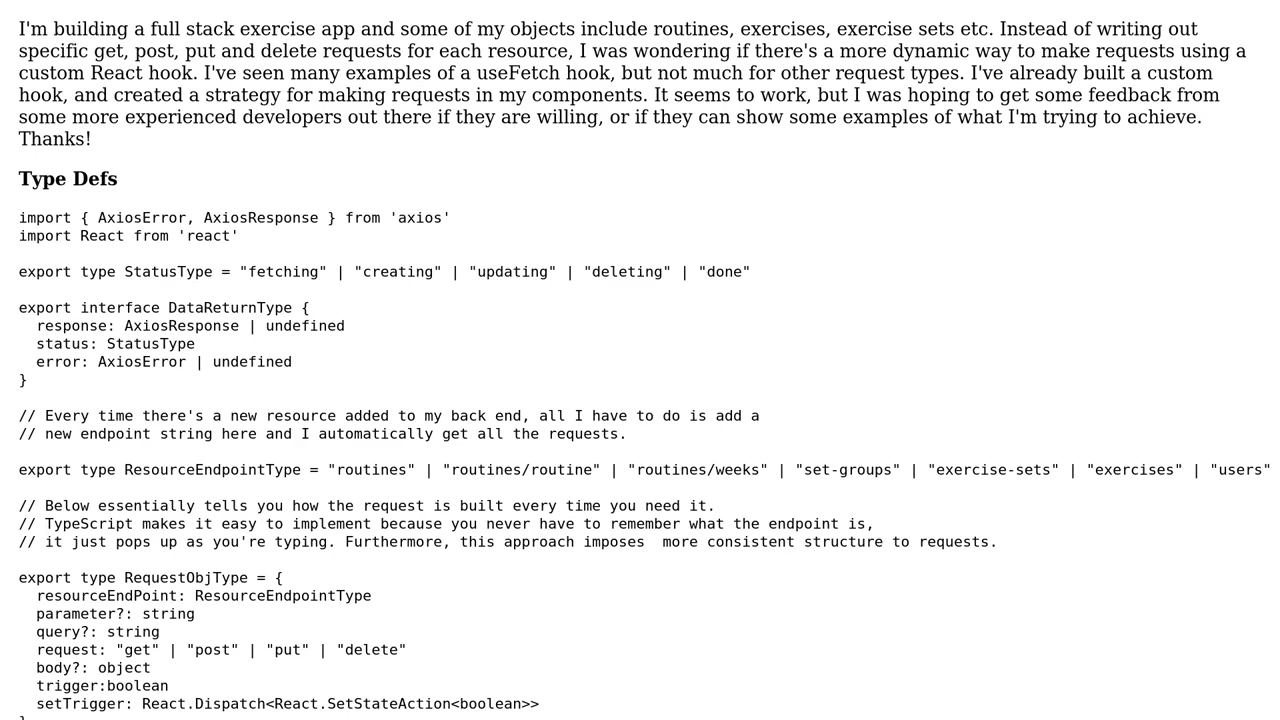 I'm building a full stack exercise app and some of my objects include routines, exercises, exercise sets etc. Instead of writing out
specific get, post, put and delete requests for each resource, I was wondering if there's a more dynamic way to make requests using a
custom React hook. I've seen many examples of a useFetch hook, but not much for other request types. I've already built a custom
hook, and created a strategy for making requests in my components. It seems to work, but I was hoping to get some feedback from
some more experienced developers out there if they are willing, or if they can show some examples of what I'm trying to achieve.
Thanks!
Type Defs
import { AxiosError, AxiosResponse } from 'axios'
import React from 'react'
export type StatusType = "fetching" | "creating" | "updating" | "deleting" | "done"
export interface DataReturnType {
  response: AxiosResponse | undefined
  status: StatusType
  error: AxiosError | undefined
}
// Every time there's a new resource added to my back end, all I have to do is add a
// new endpoint string here and I automatically get all the requests.
export type ResourceEndpointType = "routines" | "routines/routine" | "routines/weeks" | "set-groups" | "exercise-sets" | "exercises" | "users"
// Below essentially tells you how the request is built every time you need it.
// TypeScript makes it easy to implement because you never have to remember what the endpoint is,
// it just pops up as you're typing. Furthermore, this approach imposes  more consistent structure to requests.
export type RequestObjType = {
  resourceEndPoint: ResourceEndpointType
  parameter?: string
  query?: string
  request: "get" | "post" | "put" | "delete"
  body?: object
  trigger:boolean
  setTrigger: React.Dispatch<React.SetStateAction<boolean>>
}